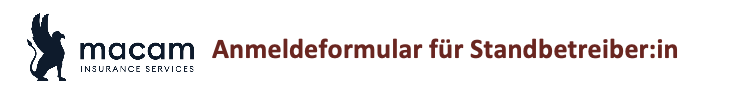 macam
INSURANCE SERVICES
Anmeldeformular für Standbetreiber:in